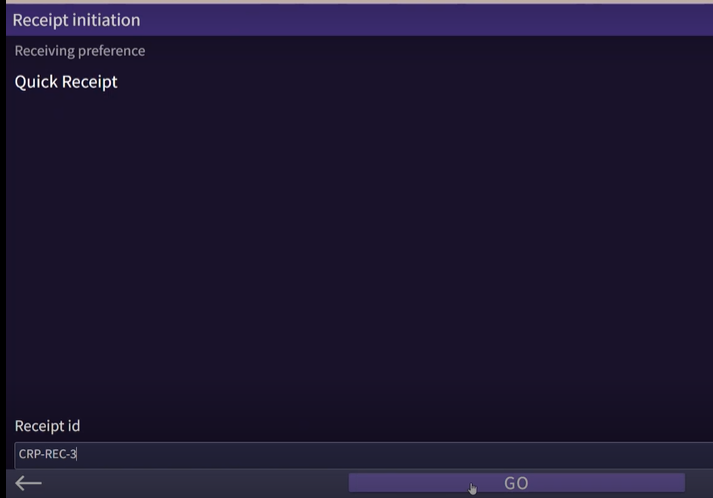 Receipt initiation
Receiving preference
Quick Receipt
Receipt id
CRP-REC-3
GO